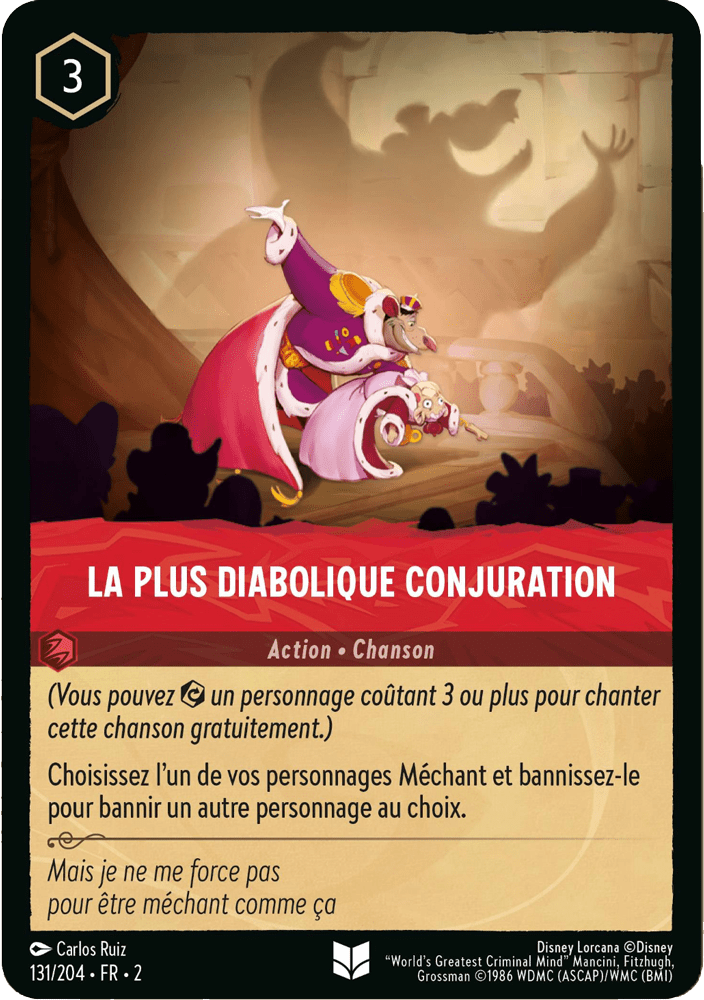 3
LA PLUS DIABOLIQUE CONJURATION
Action • Chanson
(Vous pouvez un personnage coûtant 3 ou plus pour chanter
cette chanson gratuitement.)
Choisissez l'un de vos personnages Méchant et bannissez-le
pour bannir un autre personnage au choix.
Mais je ne me force pas
pour être méchant comme ça
Carlos Ruiz
131/204 • FR • 2
Disney Lorcana ©Disney
“World's Greatest Criminal Mind” Mancini, Fitzhugh,
Grossman ©1986 WDMC (ASCAP)/WMC (BMI)